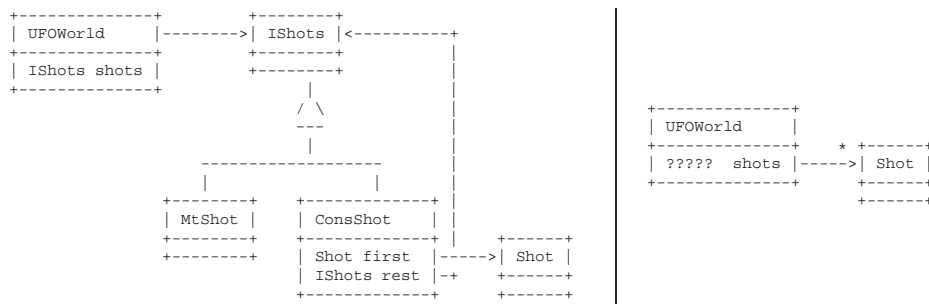 UFOWorld
IShots
IShots shots
MtShot
ConsShot
Shot first
IShots rest
Shot
UFOWorld
????? shots
*
Shot